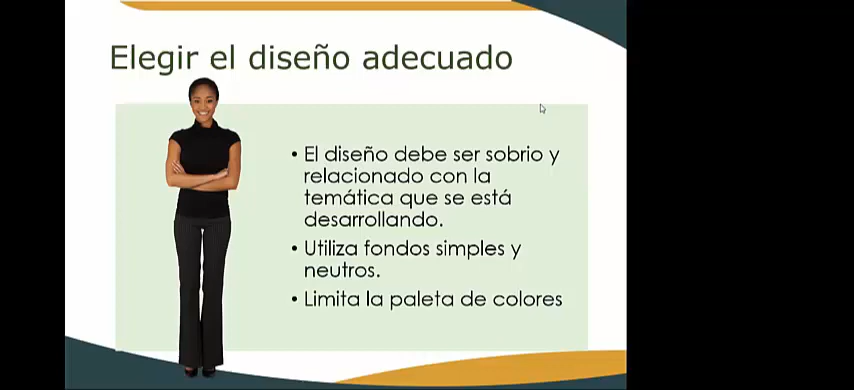 Elegir el diseño adecuado
• El diseño debe ser sobrio y
relacionado con la
temática que se está
desarrollando.
• Utiliza fondos simples y
neutros.
• Limita la paleta de colores